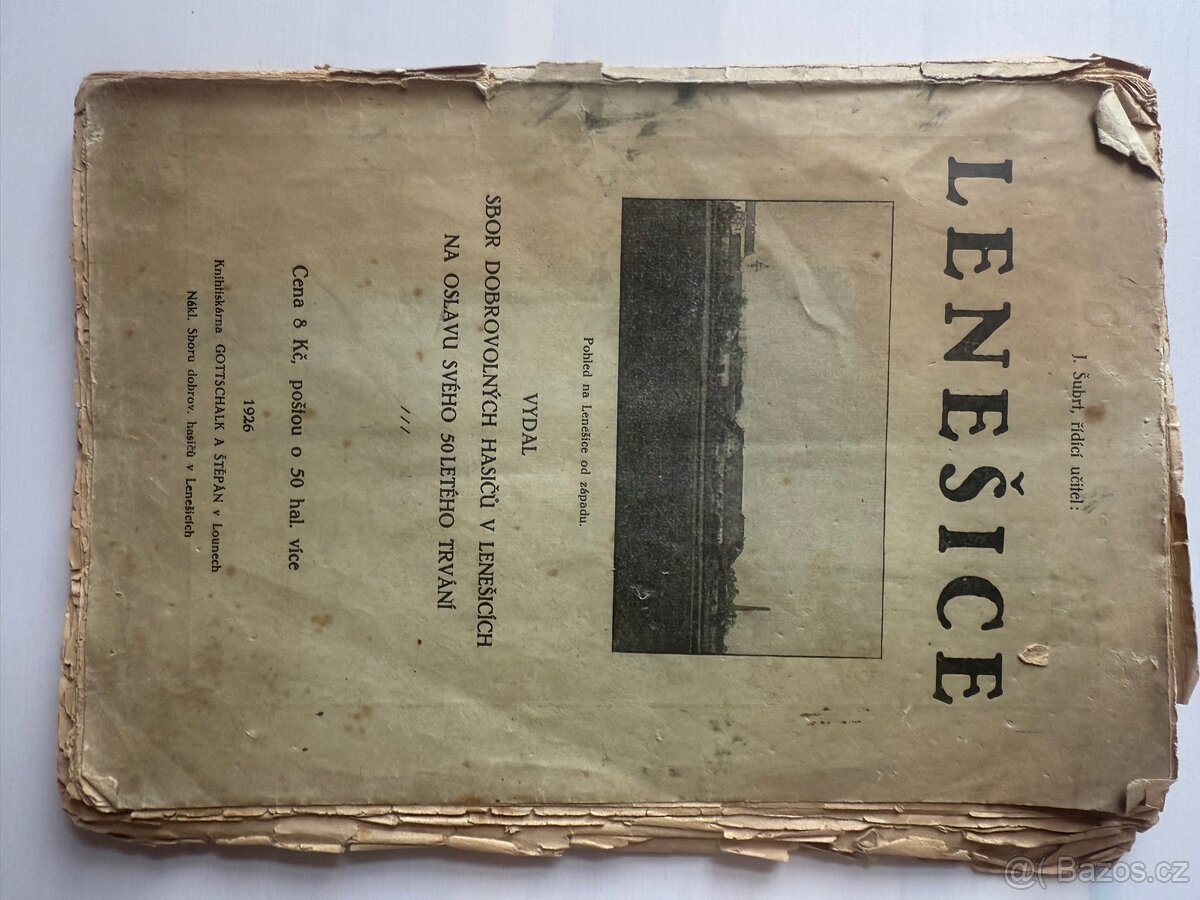 J. Šubrt, řídící učitel:
LENEŠICE
Pohled na Lenešice od západu.
VYDAL
SBOR DOBROVOLNÝCH HASIČŮ V LENEŠICÍCH
NA OSLAVU SVÉHO 50LETÉHO TRVÁNÍ
Cena 8 Kč, poštou o 50 hal. více
1926
Knihtiskárna GOTTSCHALK A ŠTĚPÁN v Lounech
Nákl. Sboru dobrov. hasičů v Lenešicích
@( Bazos.cz